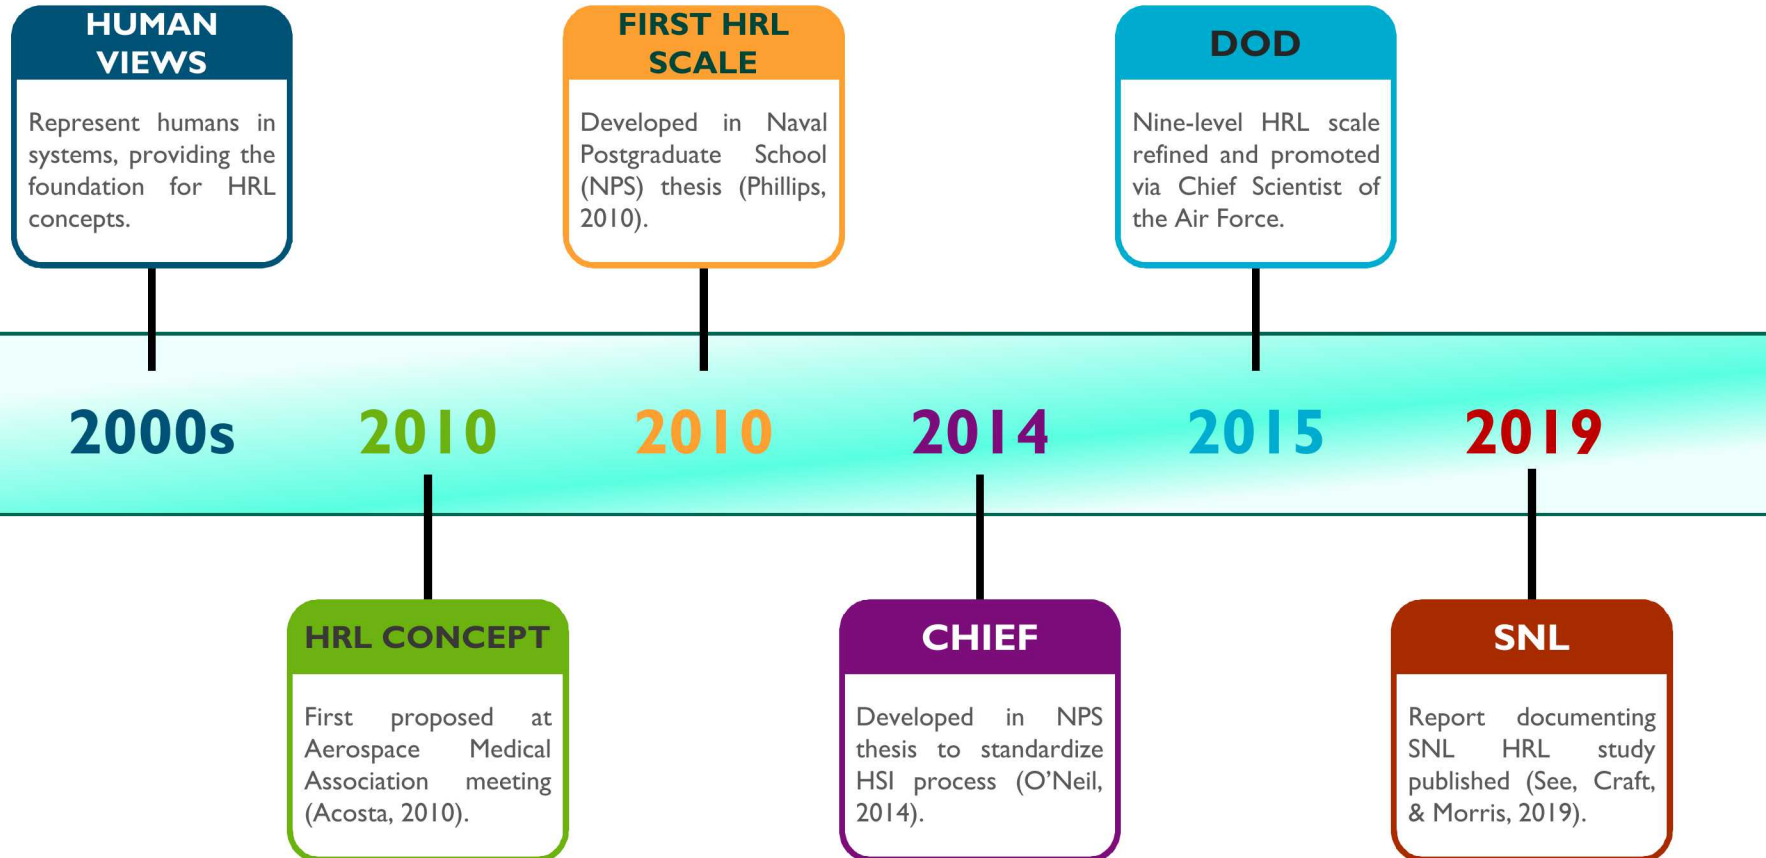 HUMAN
VIEWS
Represent humans in
systems, providing the
foundation for HRL
concepts.
FIRST HRL
SCALE
Developed in Naval
Postgraduate School
(NPS) thesis (Phillips,
2010).
DOD
Nine-level HRL scale
refined and promoted
via Chief Scientist of
the Air Force.
2000s
2010
2010
2014
2015
2019
HRL CONCEPT
First proposed at
Aerospace Medical
Association meeting
(Acosta, 2010).
CHIEF
Developed in NPS
thesis to standardize
HSI process (O'Neil,
2014).
SNL
Report documenting
SNL HRL study
published (See, Craft,
& Morris, 2019).